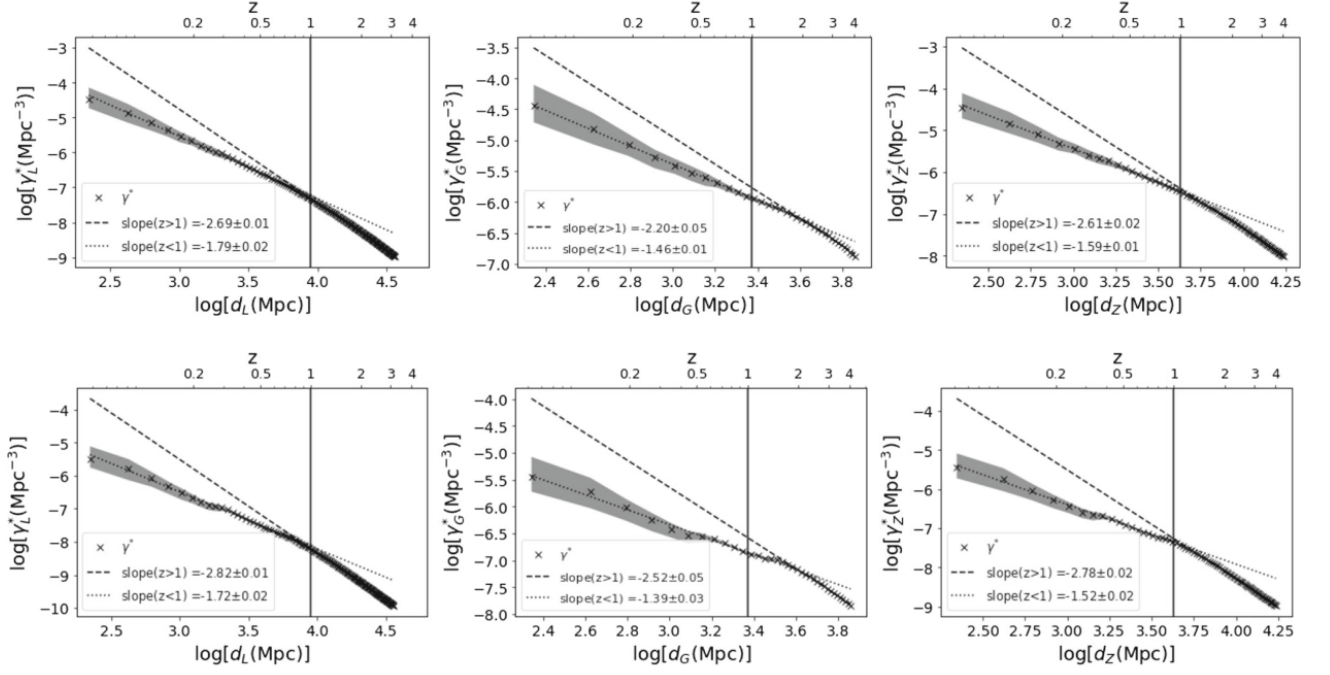 z
0.2 0.5 1 2 3 4
−3
−4
−5
−6
−7
−8
−9
log[γ*L(Mpc−3)]
× γ*
slope(z>1) =-2.69±0.01
slope(z<1) =-1.79±0.02
2.5 3.0 3.5 4.0 4.5
log[dL(Mpc)]
z
0.2 0.5 1 2 3 4
−3.5
−4.0
−4.5
−5.0
−5.5
−6.0
−6.5
−7.0
log[γ*G(Mpc−3)]
× γ*
slope(z>1) =-2.20±0.05
slope(z<1) =-1.46±0.01
2.4 2.6 2.8 3.0 3.2 3.4 3.6 3.8
log[dG(Mpc)]
z
0.2 0.5 1 2 3 4
−3
−4
−5
−6
−7
−8
log[γ*Z(Mpc−3)]
× γ*
slope(z>1) =-2.61±0.02
slope(z<1) =-1.59±0.01
2.50 2.75 3.00 3.25 3.50 3.75 4.00 4.25
log[dZ(Mpc)]
z
0.2 0.5 1 2 3 4
−4
−5
−6
−7
−8
−9
−10
log[γ*L(Mpc−3)]
× γ*
slope(z>1) =-2.82±0.01
slope(z<1) =-1.72±0.02
2.5 3.0 3.5 4.0 4.5
log[dL(Mpc)]
z
0.2 0.5 1 2 3 4
−4.0
−4.5
−5.0
−5.5
−6.0
−6.5
−7.0
−7.5
−8.0
log[γ*G(Mpc−3)]
× γ*
slope(z>1) =-2.52±0.05
slope(z<1) =-1.39±0.03
2.4 2.6 2.8 3.0 3.2 3.4 3.6 3.8
log[dG(Mpc)]
z
0.2 0.5 1 2 3 4
−4
−5
−6
−7
−8
−9
log[γ*Z(Mpc−3)]
× γ*
slope(z>1) =-2.78±0.02
slope(z<1) =-1.52±0.02
2.50 2.75 3.00 3.25 3.50 3.75 4.00 4.25
log[dZ(Mpc)]